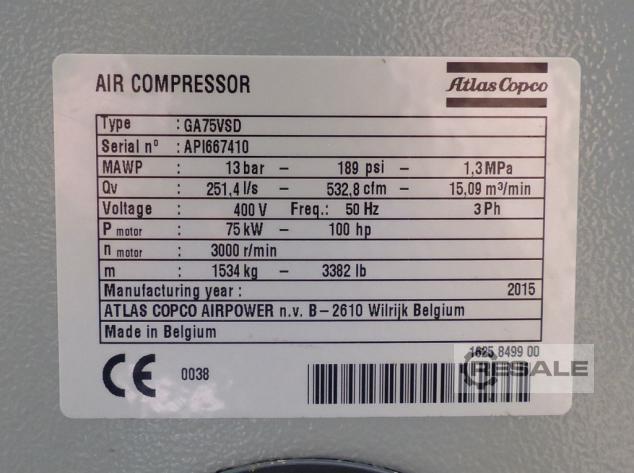 AIR COMPRESSOR
Atlas Copco
Type : GA75VSD
Serial nº : API667410
MAWP : 13 bar – 189 psi – 1,3 MPa
Qv : 251,4 l/s – 532,8 cfm – 15,09 m³/min
Voltage : 400 V Freq.: 50 Hz 3 Ph
P motor : 75 kW – 100 hp
n motor : 3000 r/min
m : 1534 kg – 3382 lb
Manufacturing year : 2015
ATLAS COPCO AIRPOWER n.v. B – 2610 Wilrijk Belgium
Made in Belgium
1625 8499 00
CE 0038
RESALE